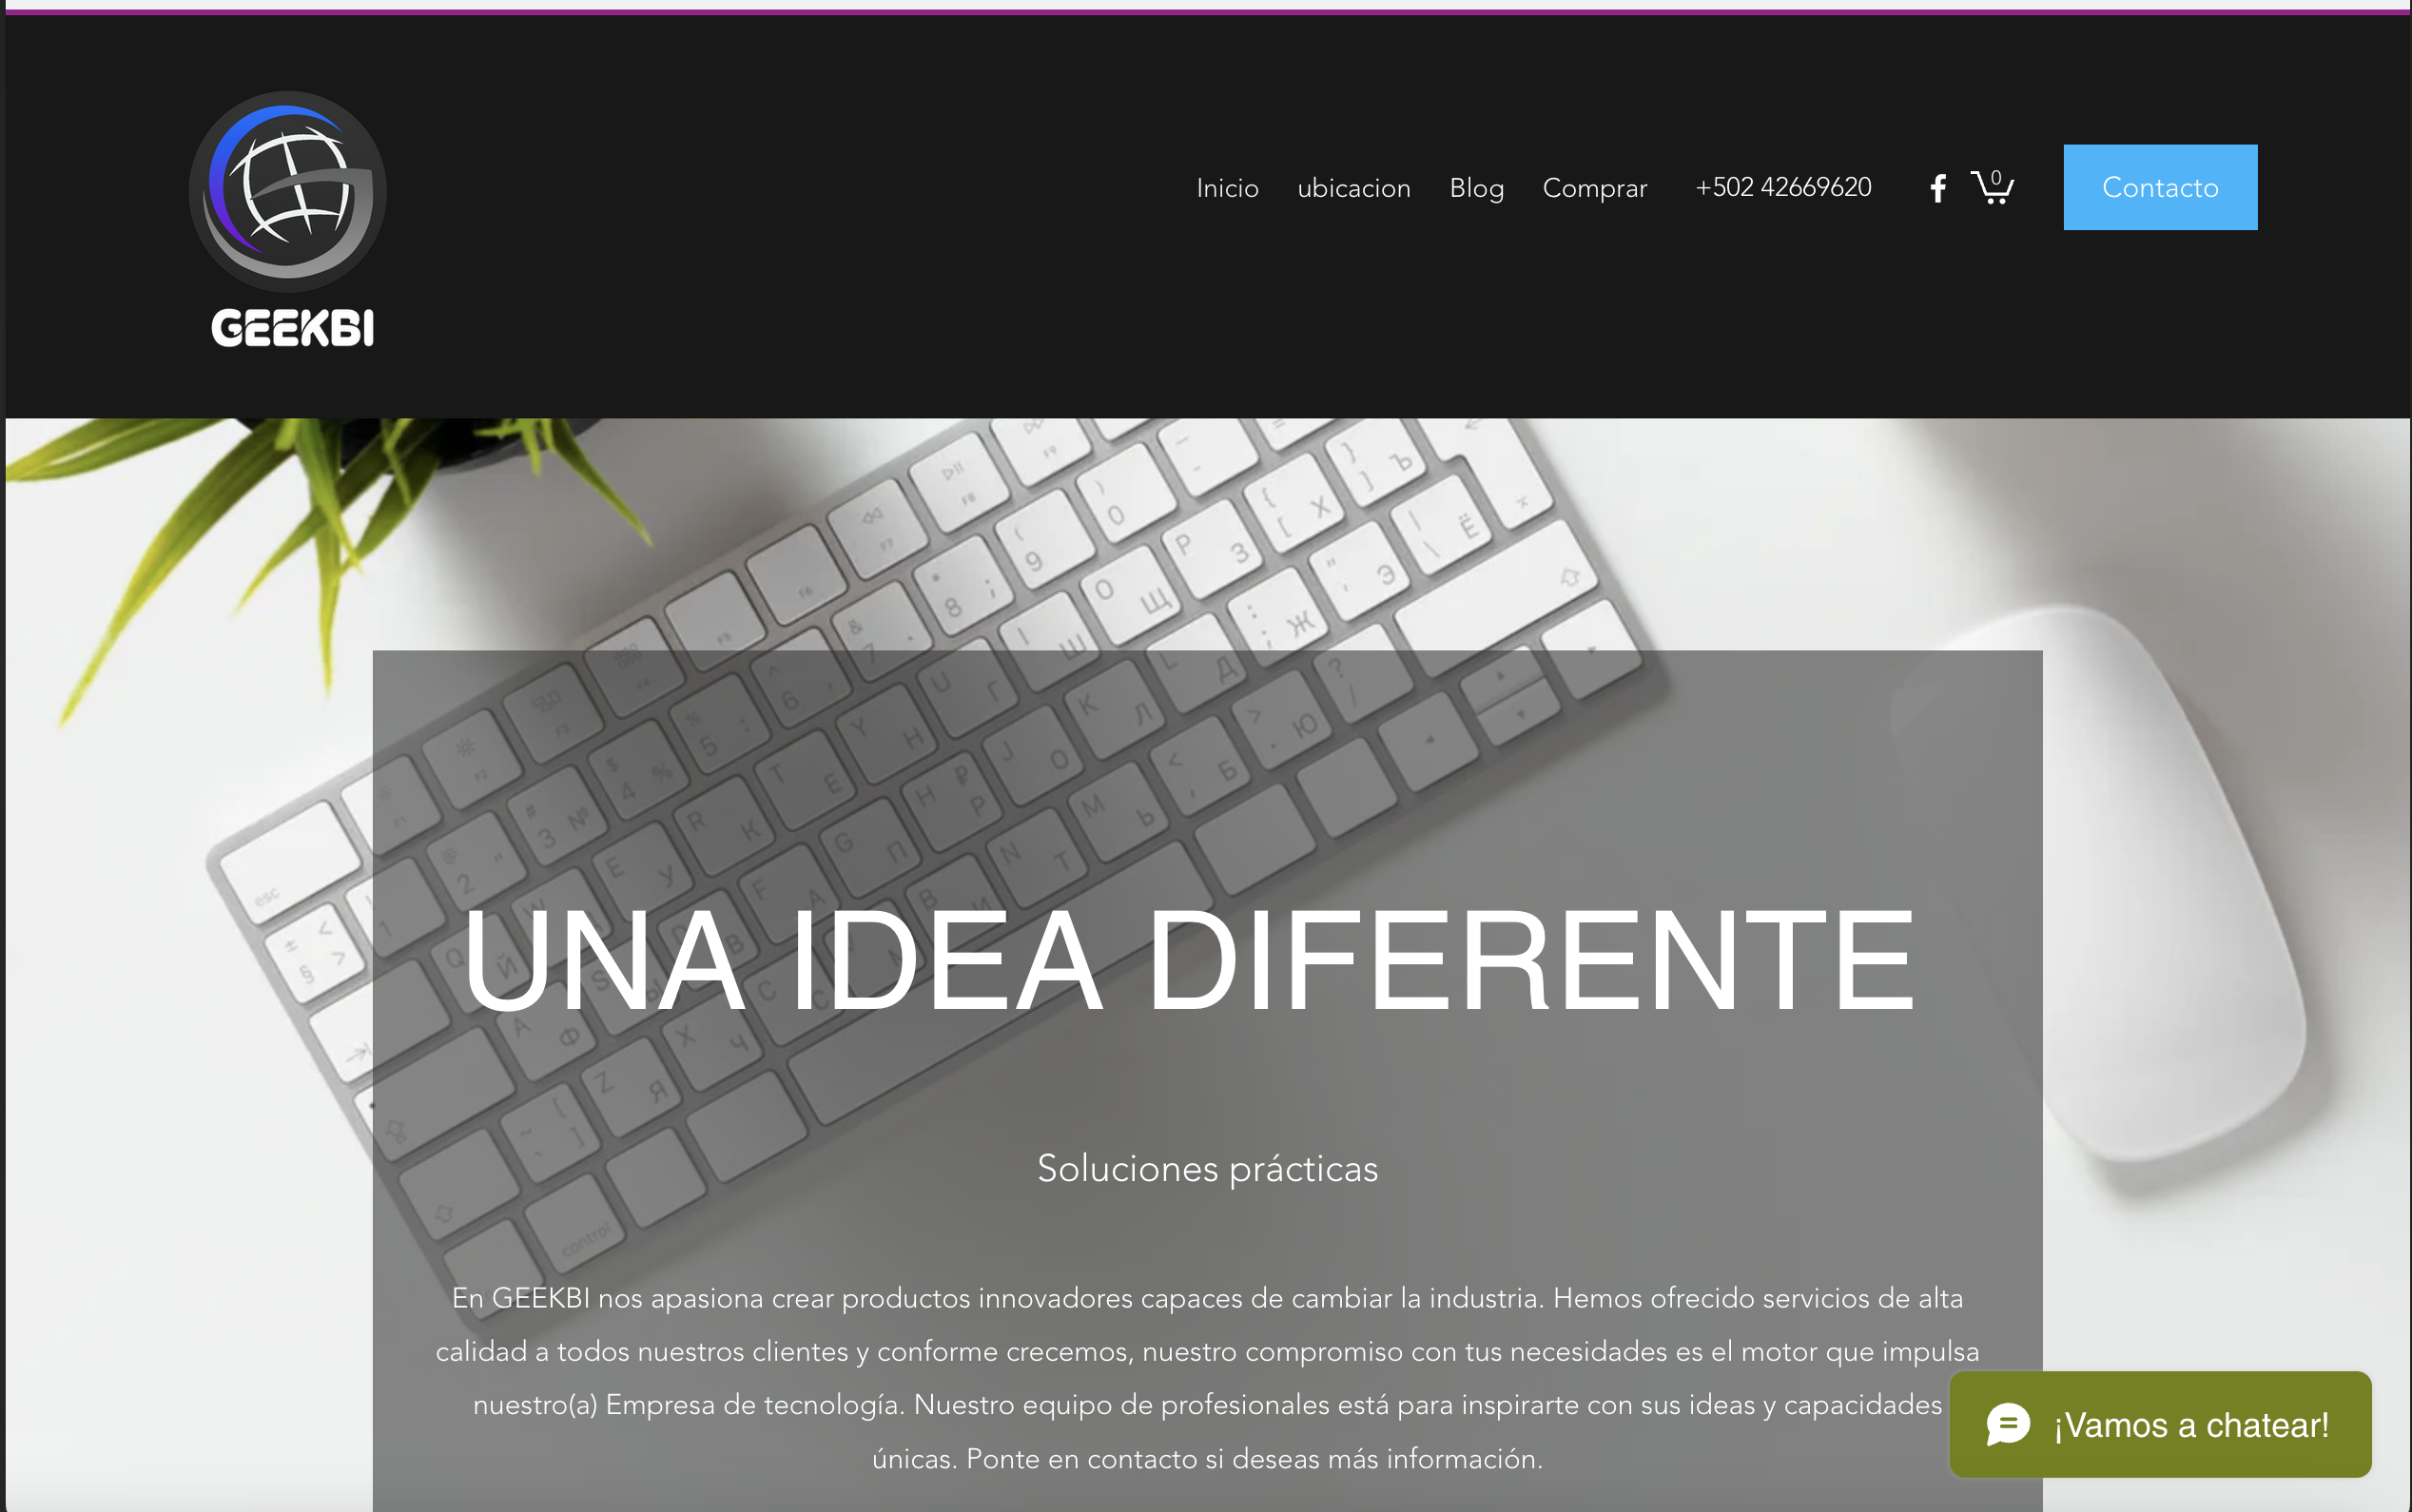 GEEKBI
Inicio ubicacion Blog Comprar +502 42669620 0 Contacto
UNA IDEA DIFERENTE
Soluciones prácticas
En GEEKBI nos apasiona crear productos innovadores capaces de cambiar la industria. Hemos ofrecido servicios de alta
calidad a todos nuestros clientes y conforme crecemos, nuestro compromiso con tus necesidades es el motor que impulsa
nuestro(a) Empresa de tecnología. Nuestro equipo de profesionales está para inspirarte con sus ideas y capacidades
únicas. Ponte en contacto si deseas más información.
¡Vamos a chatear!
esc
control